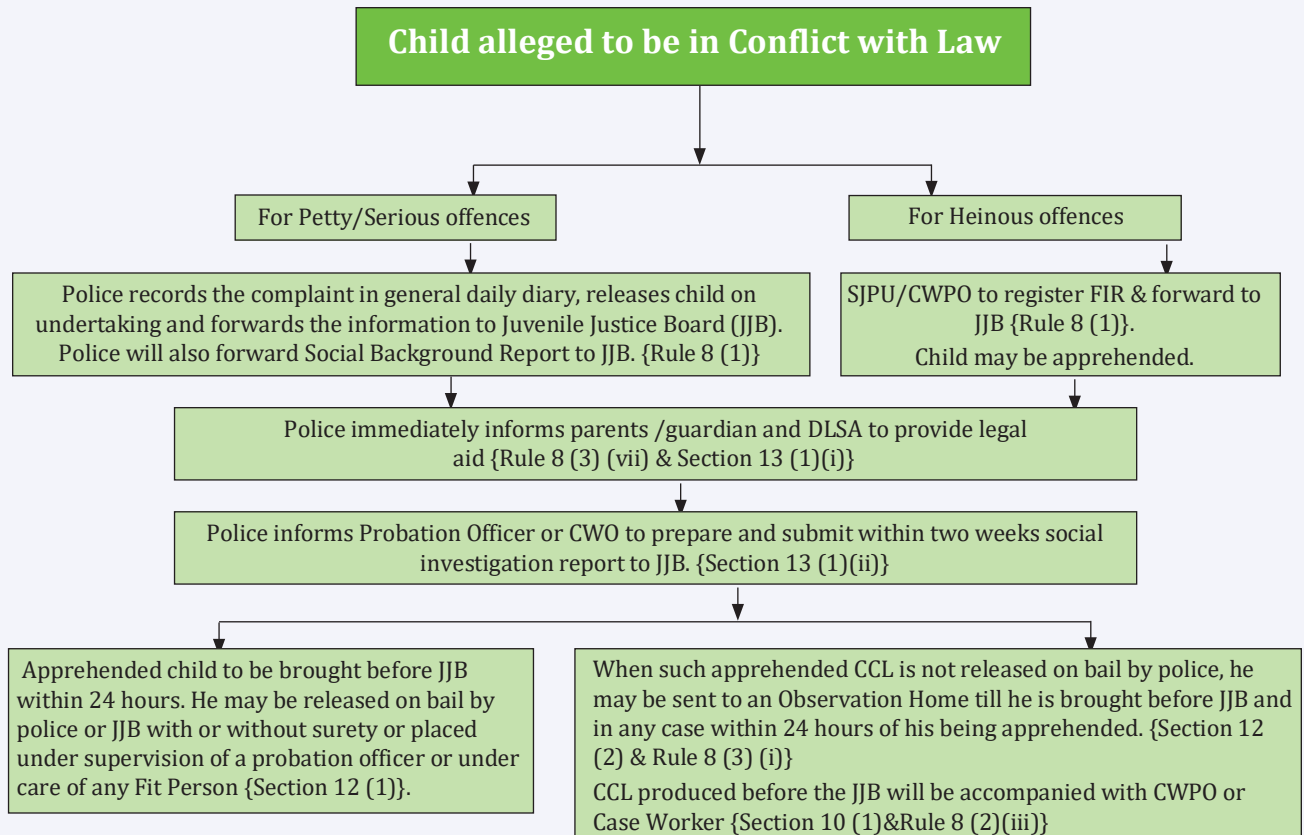 Child alleged to be in Conflict with Law
For Petty/Serious offences
For Heinous offences
Police records the complaint in general daily diary, releases child on
undertaking and forwards the information to Juvenile Justice Board (JJB).
Police will also forward Social Background Report to JJB. {Rule 8 (1)}
SJPU/CWPO to register FIR & forward to
JJB {Rule 8 (1)}.
Child may be apprehended.
Police immediately informs parents /guardian and DLSA to provide legal
aid {Rule 8 (3) (vii) & Section 13 (1)(i)}
Police informs Probation Officer or CWO to prepare and submit within two weeks social
investigation report to JJB. {Section 13 (1)(ii)}
Apprehended child to be brought before JJB
within 24 hours. He may be released on bail by
police or JJB with or without surety or placed
under supervision of a probation officer or under
care of any Fit Person {Section 12 (1)}.
When such apprehended CCL is not released on bail by police, he
may be sent to an Observation Home till he is brought before JJB and
in any case within 24 hours of his being apprehended. {Section 12
(2) & Rule 8 (3) (i)}
CCL produced before the JJB will be accompanied with CWPO or
Case Worker {Section 10 (1)&Rule 8 (2)(iii)}